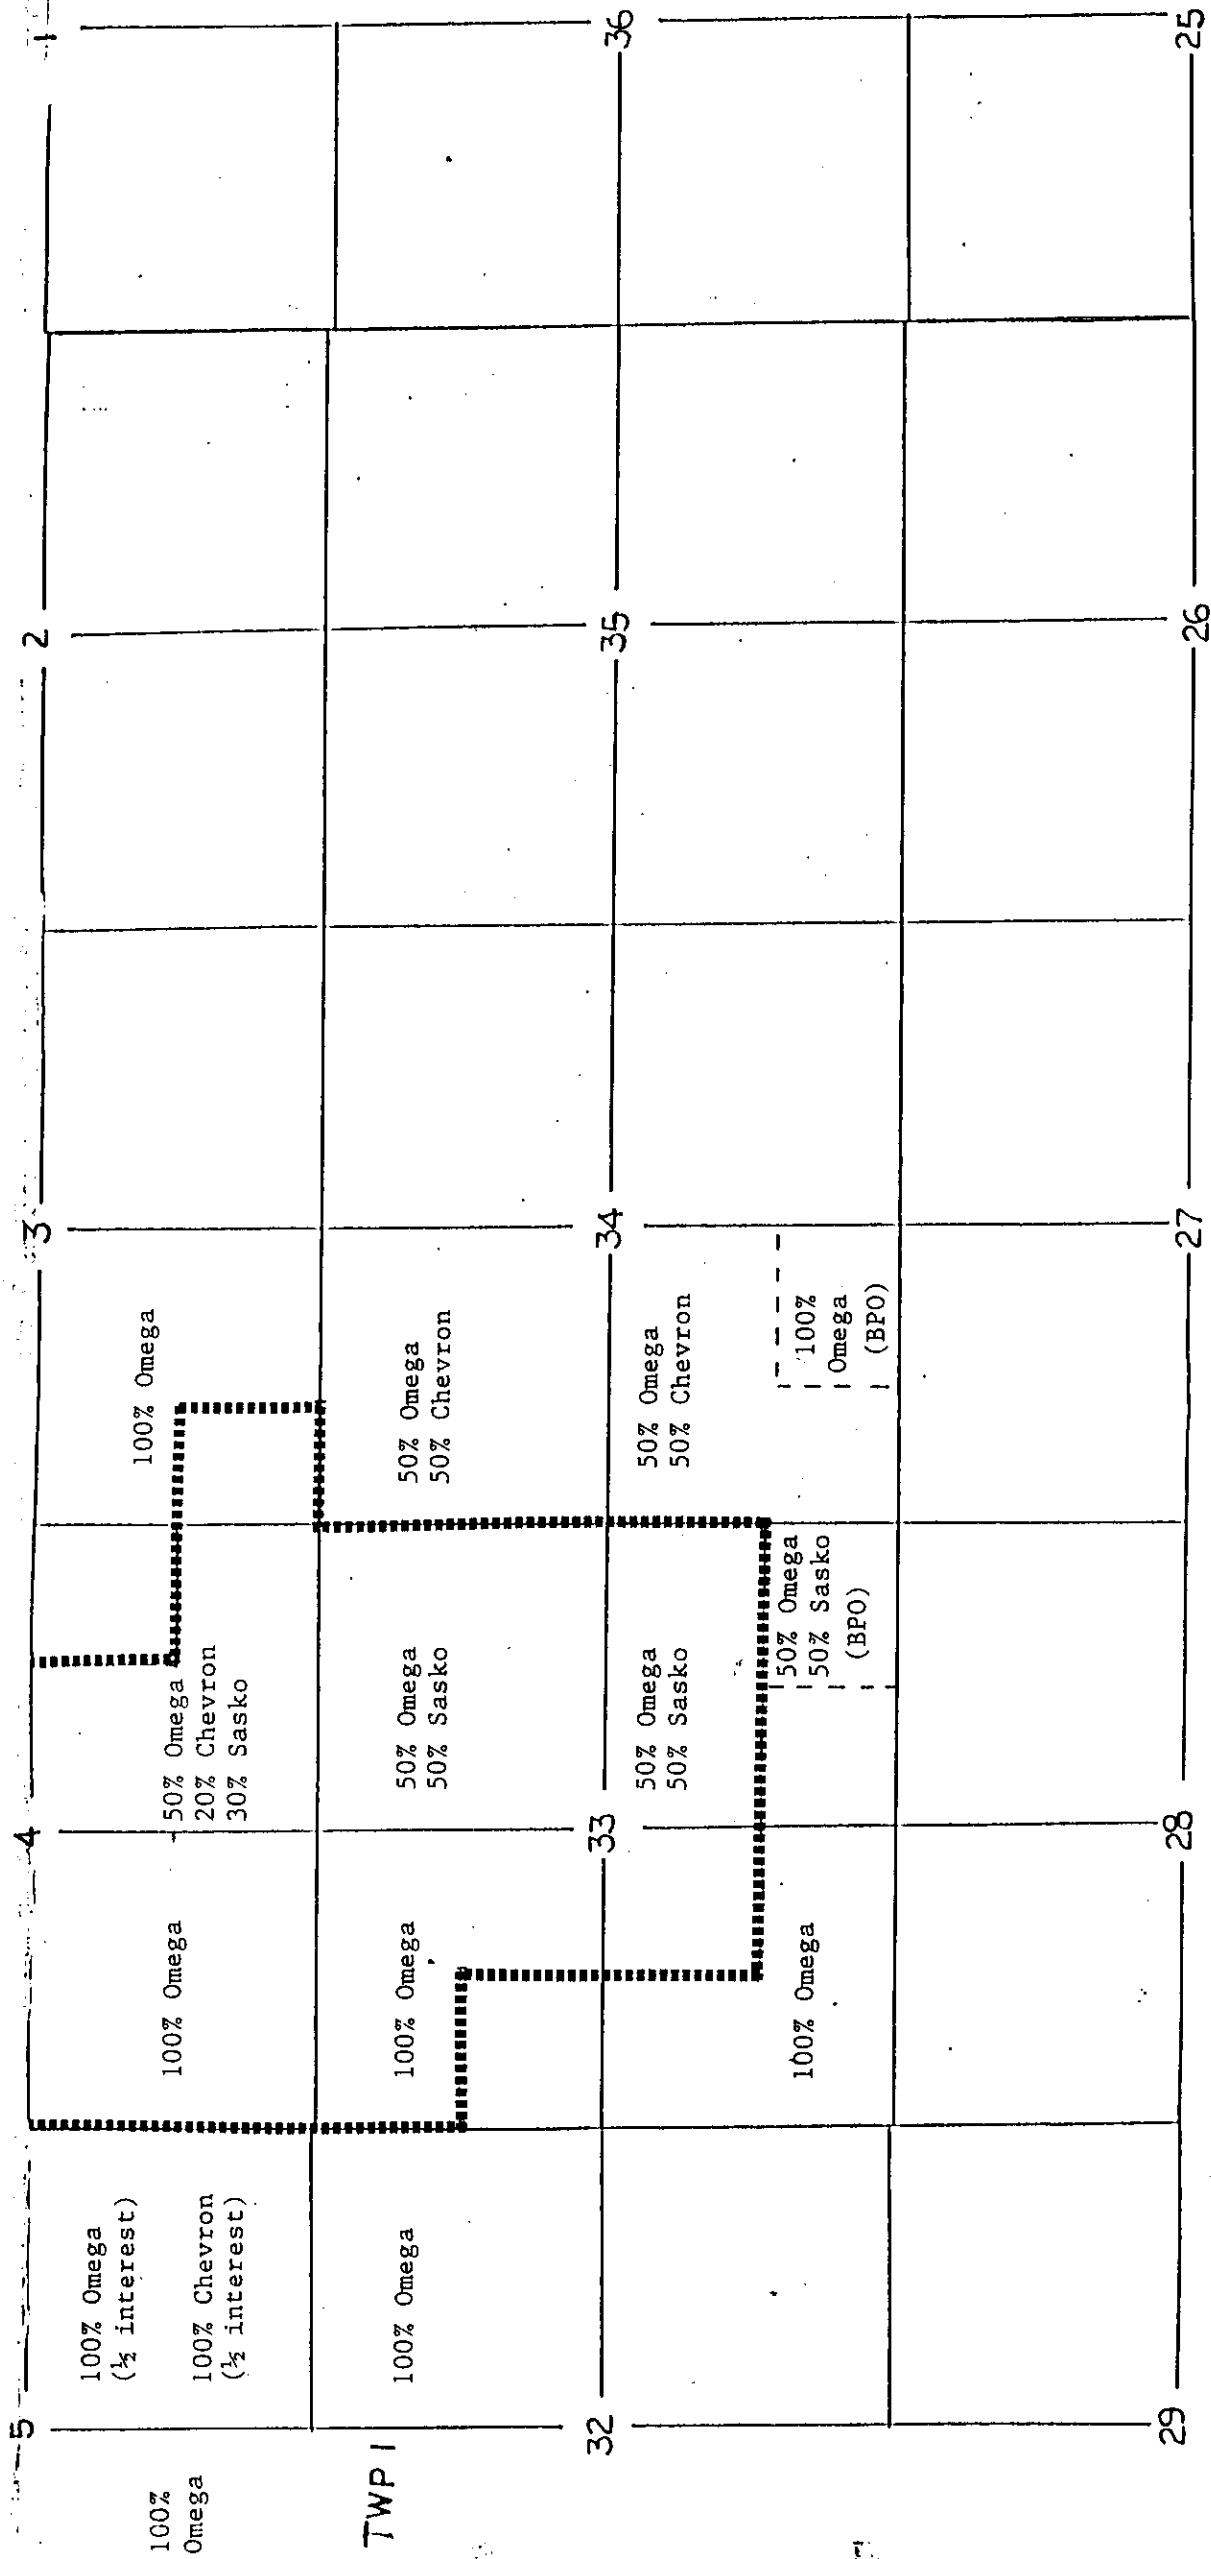 5
4
3
2
1
100%
Omega
100% Omega
(½ interest)
100% Chevron
(½ interest)
100% Omega
50% Omega
20% Chevron
30% Sasko
100% Omega
TWP 1
100% Omega
100% Omega
50% Omega
50% Sasko
50% Omega
50% Chevron
32
33
34
35
36
50% Omega
50% Sasko
50% Omega
50% Chevron
100% Omega
50% Omega
50% Sasko
(BPO)
100%
Omega
(BPO)
29
28
27
26
25